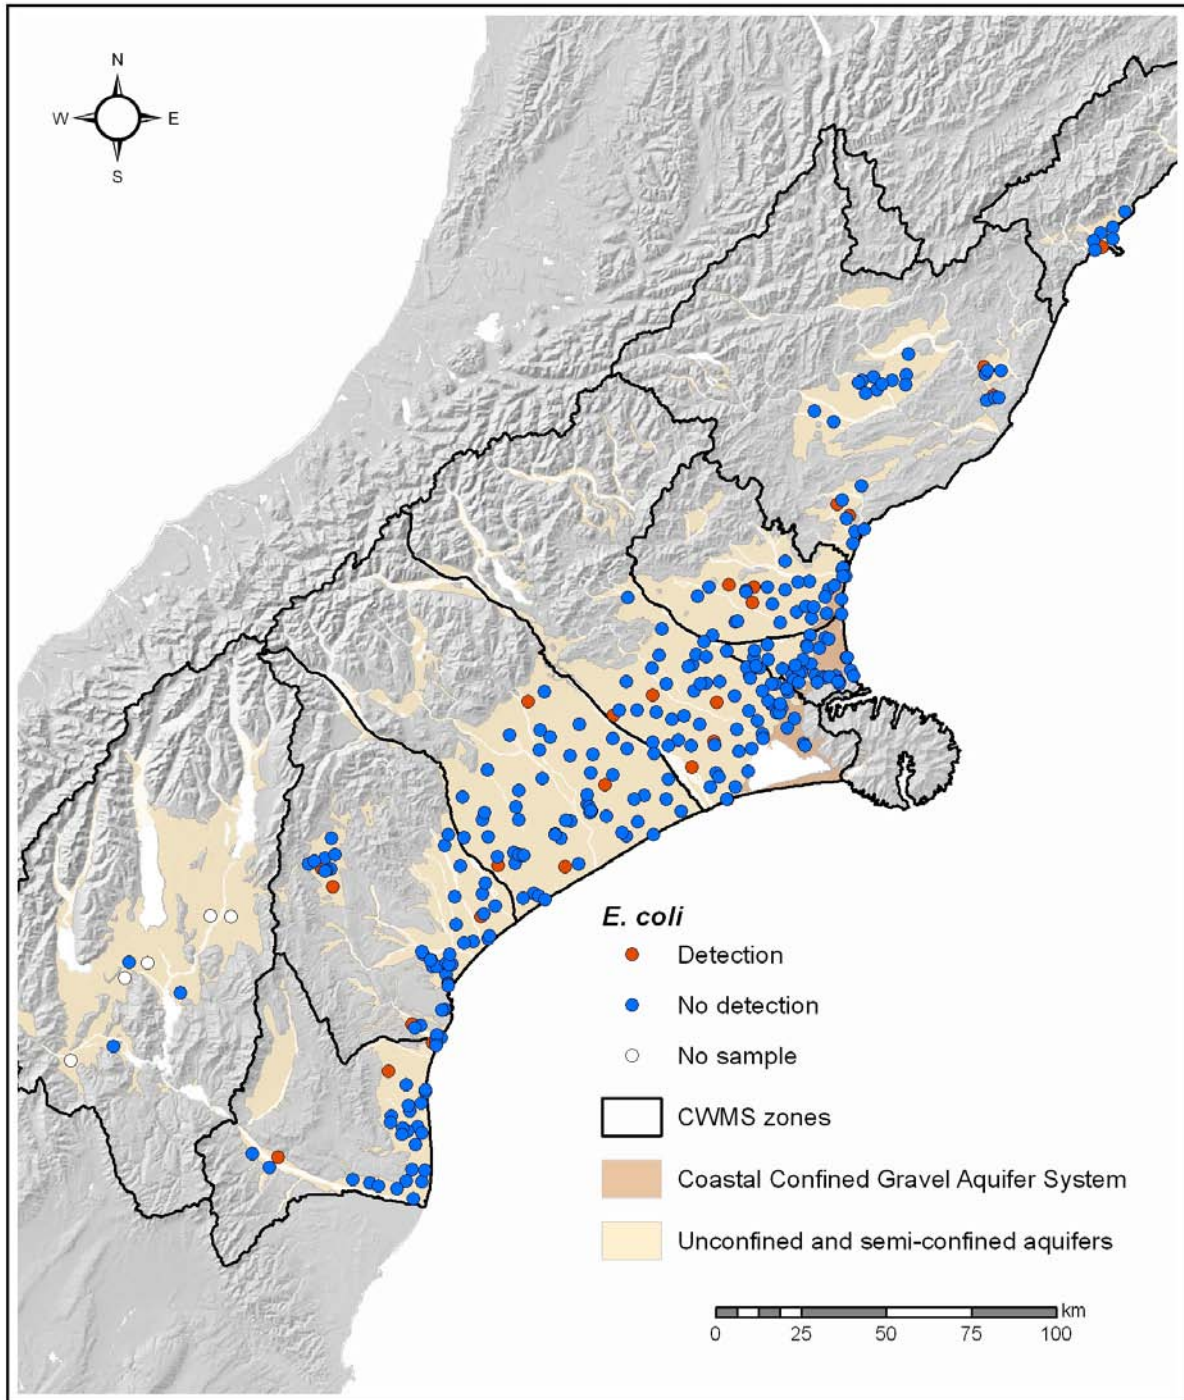 N
W E
S
E. coli
Detection
No detection
No sample
CWMS zones
Coastal Confined Gravel Aquifer System
Unconfined and semi-confined aquifers
km
0 25 50 75 100